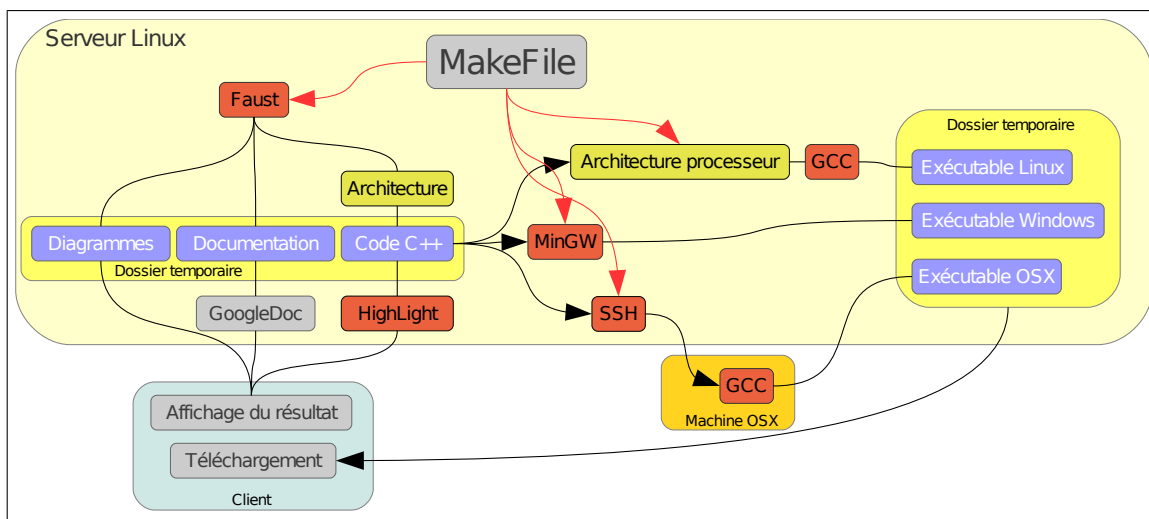 Serveur Linux
MakeFile
Faust
Dossier temporaire
Architecture processeur
GCC
Exécutable Linux
Architecture
Exécutable Windows
Diagrammes
Documentation
Code C++
MinGW
Dossier temporaire
Exécutable OSX
GoogleDoc
HighLight
SSH
GCC
Machine OSX
Affichage du résultat
Téléchargement
Client